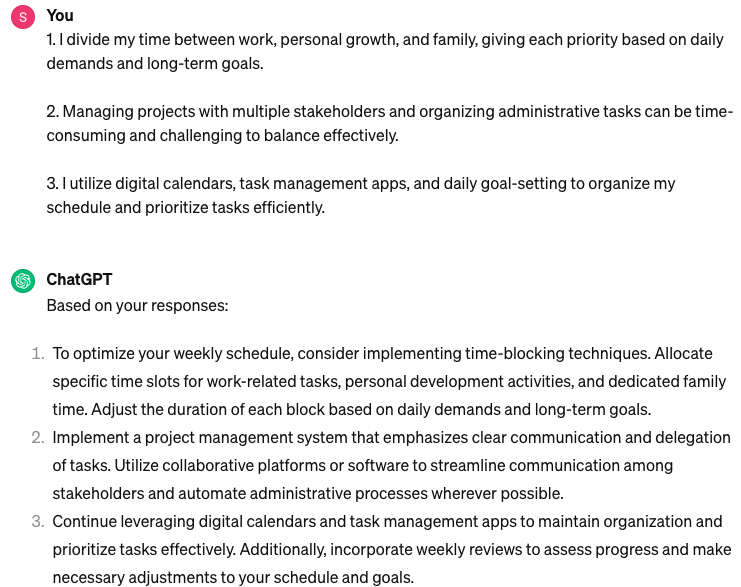 S
You
1. I divide my time between work, personal growth, and family, giving each priority based on daily
demands and long-term goals.
2. Managing projects with multiple stakeholders and organizing administrative tasks can be time-
consuming and challenging to balance effectively.
3. I utilize digital calendars, task management apps, and daily goal-setting to organize my
schedule and prioritize tasks efficiently.
ChatGPT
Based on your responses:
1. To optimize your weekly schedule, consider implementing time-blocking techniques. Allocate
specific time slots for work-related tasks, personal development activities, and dedicated family
time. Adjust the duration of each block based on daily demands and long-term goals.
2. Implement a project management system that emphasizes clear communication and delegation
of tasks. Utilize collaborative platforms or software to streamline communication among
stakeholders and automate administrative processes wherever possible.
3. Continue leveraging digital calendars and task management apps to maintain organization and
prioritize tasks effectively. Additionally, incorporate weekly reviews to assess progress and make
necessary adjustments to your schedule and goals.